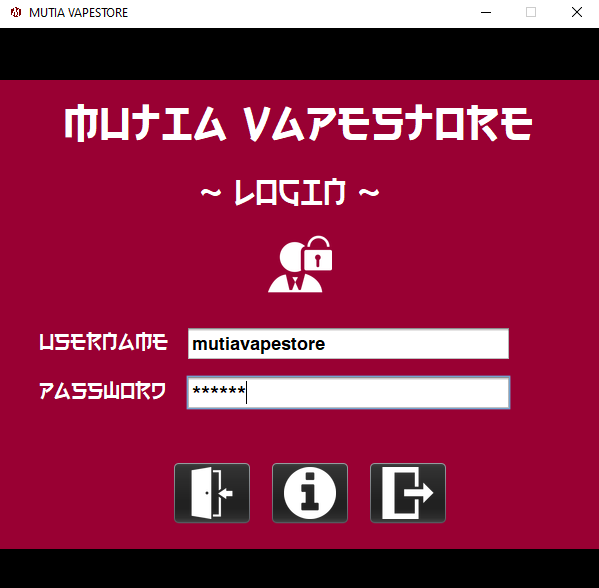 MUTIA VAPESTORE
MUTIA VAPESTORE
~ LOGIN ~
USERNAME mutiavapestore
PASSWORD ******